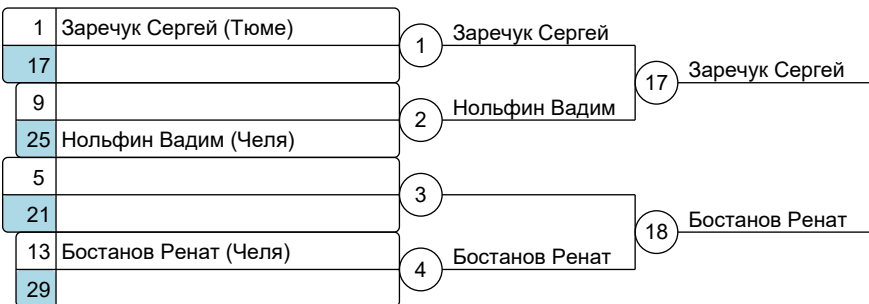 1 Заречук Сергей (Тюме)
17
1 Заречук Сергей
9
25 Нольфин Вадим (Челя)
2 Нольфин Вадим
17 Заречук Сергей
5
21
3
13 Бостанов Ренат (Челя)
29
4 Бостанов Ренат
18 Бостанов Ренат